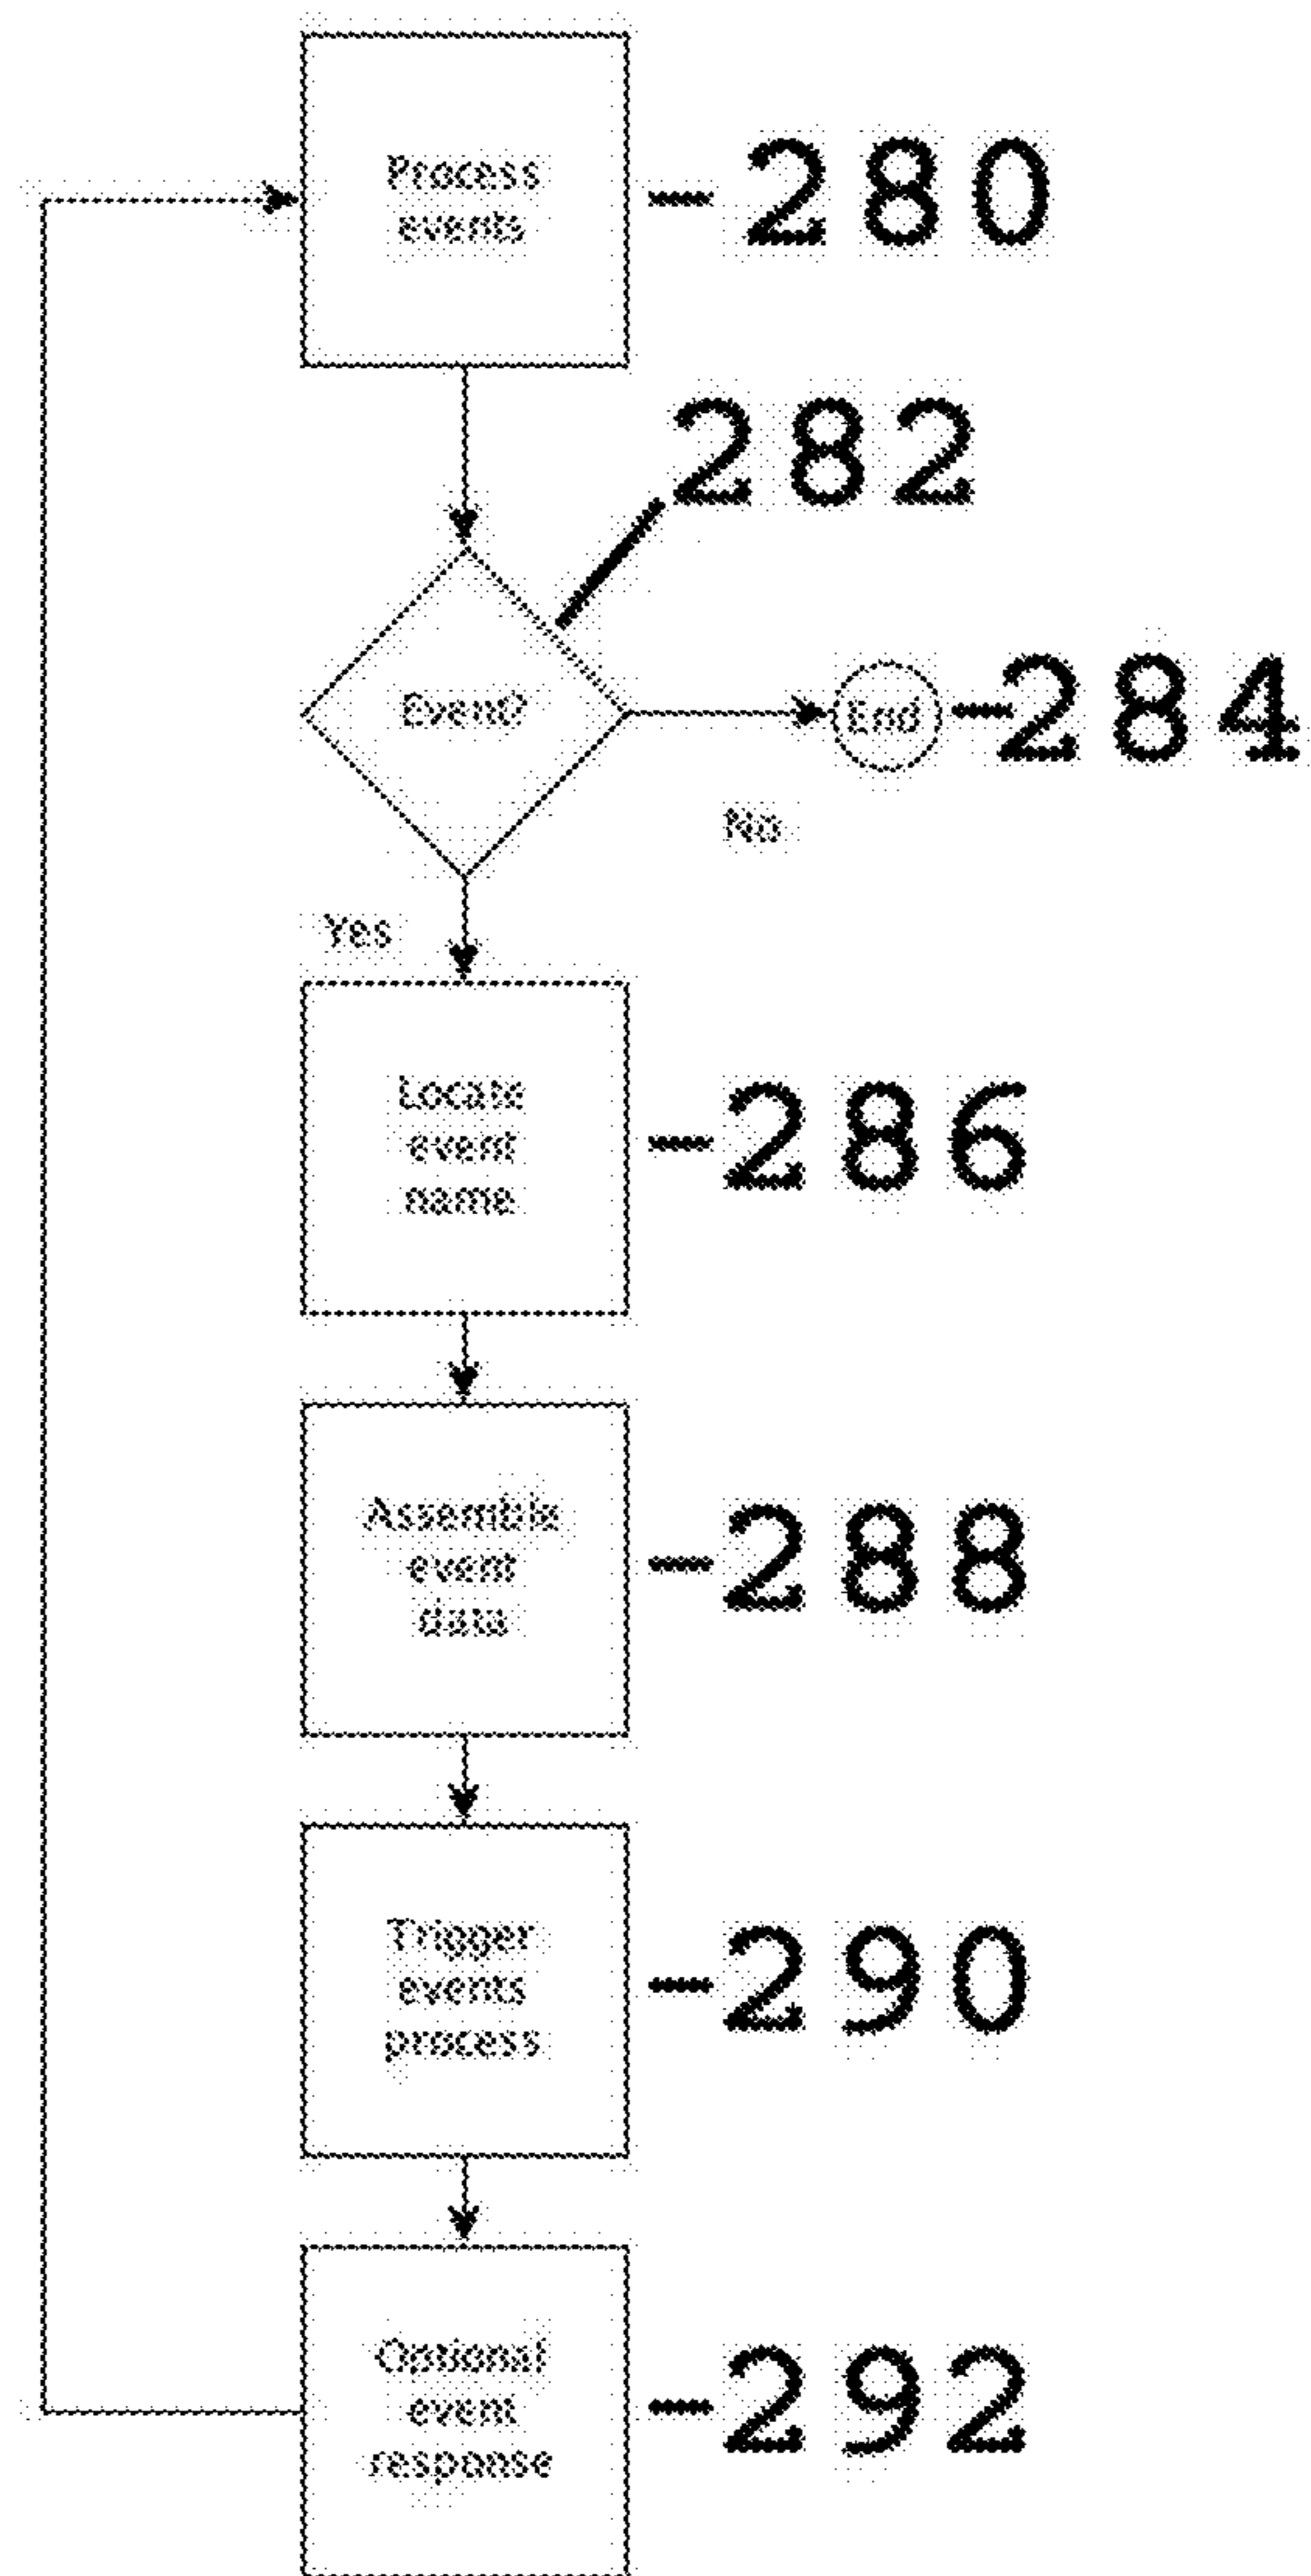 Process
events
280
282
Event?
End
284
No
Yes
Locate
event
name
286
Assemble
event
data
288
Trigger
events
process
290
Optional
event
response
292